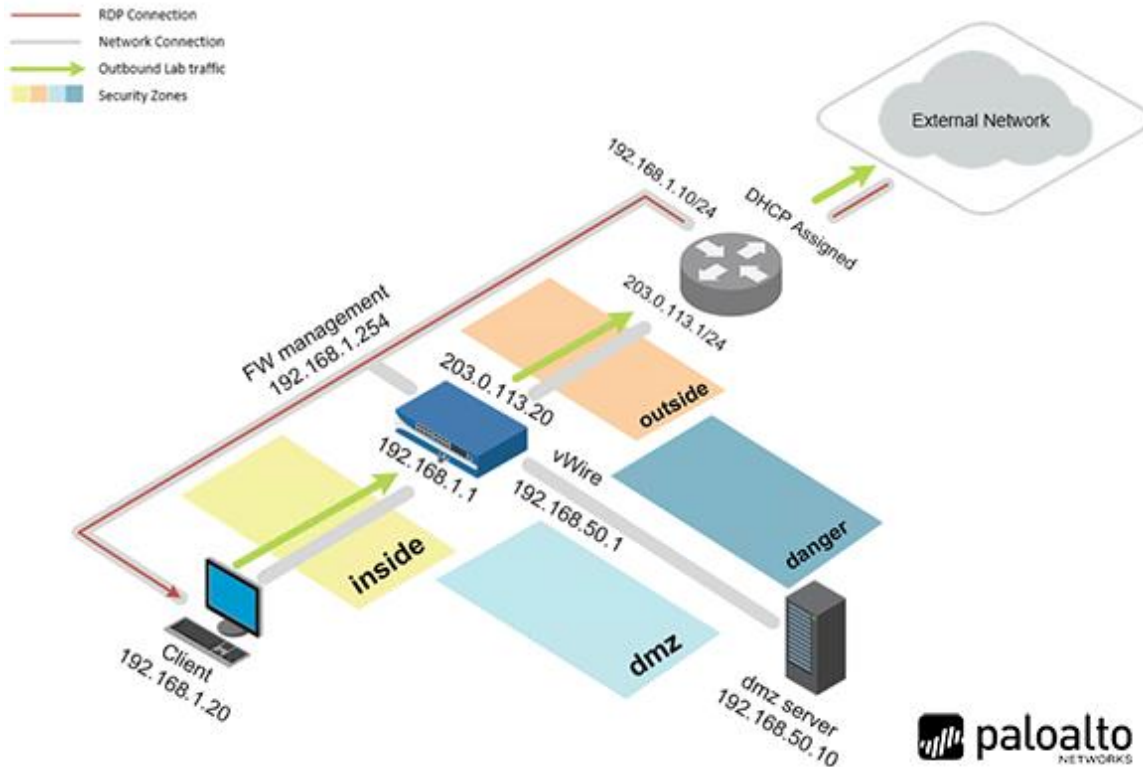 RDP Connection
Network Connection
Outbound Lab traffic
Security Zones
External Network
192.168.1.10/24
DHCP Assigned
203.0.113.1/24
FW management
192.168.1.254
203.0.113.20
outside
192.168.1.1
vWire
192.168.50.1
danger
inside
dmz
Client
192.168.1.20
dmz server
192.168.50.10
paloalto
NETWORKS